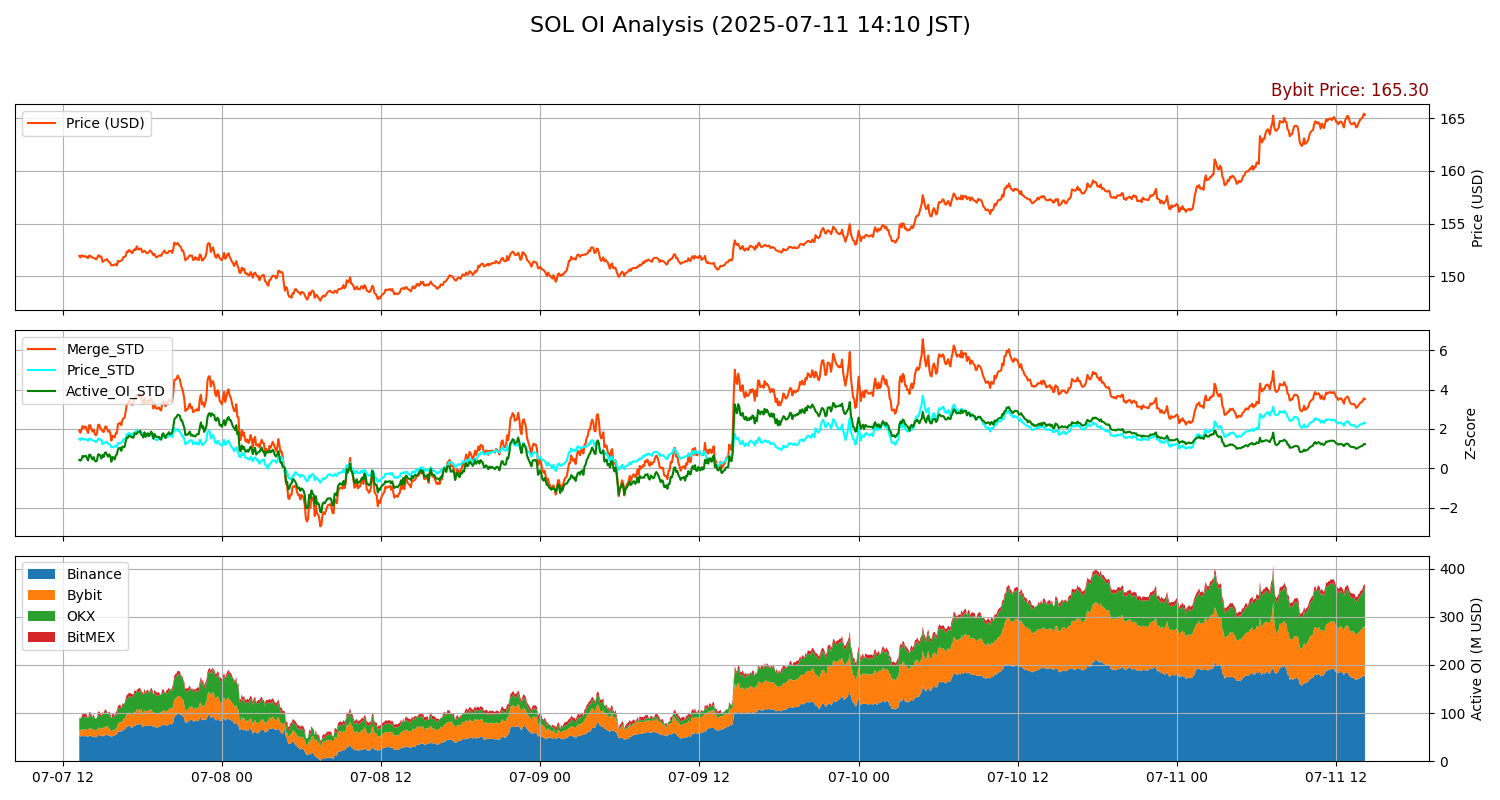 SOL OI Analysis (2025-07-11 14:10 JST)
Bybit Price: 165.30
Price (USD)
165
160
155
150
Price (USD)
Merge_STD
Price_STD
Active_OI_STD
6
4
2
0
−2
Z-Score
Binance
Bybit
OKX
BitMEX
400
300
200
100
0
Active OI (M USD)
07-07 12
07-08 00
07-08 12
07-09 00
07-09 12
07-10 00
07-10 12
07-11 00
07-11 12